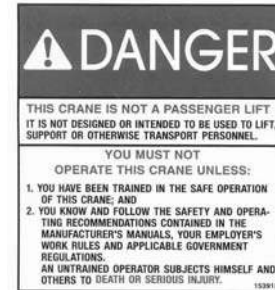 DANGER
THIS CRANE IS NOT A PASSENGER LIFT
IT IS NOT DESIGNED OR INTENDED TO BE USED TO LIFT,
SUPPORT OR OTHERWISE TRANSPORT PERSONNEL.
YOU MUST NOT
OPERATE THIS CRANE UNLESS:
1. YOU HAVE BEEN TRAINED IN THE SAFE OPERATION
OF THIS CRANE; AND
2. YOU KNOW AND FOLLOW THE SAFETY AND OPERA-
TING RECOMMENDATIONS CONTAINED IN THE
MANUFACTURER'S MANUALS, YOUR EMPLOYER'S
WORK RULES AND APPLICABLE GOVERNMENT
REGULATIONS.
AN UNTRAINED OPERATOR SUBJECTS HIMSELF AND
OTHERS TO DEATH OR SERIOUS INJURY.